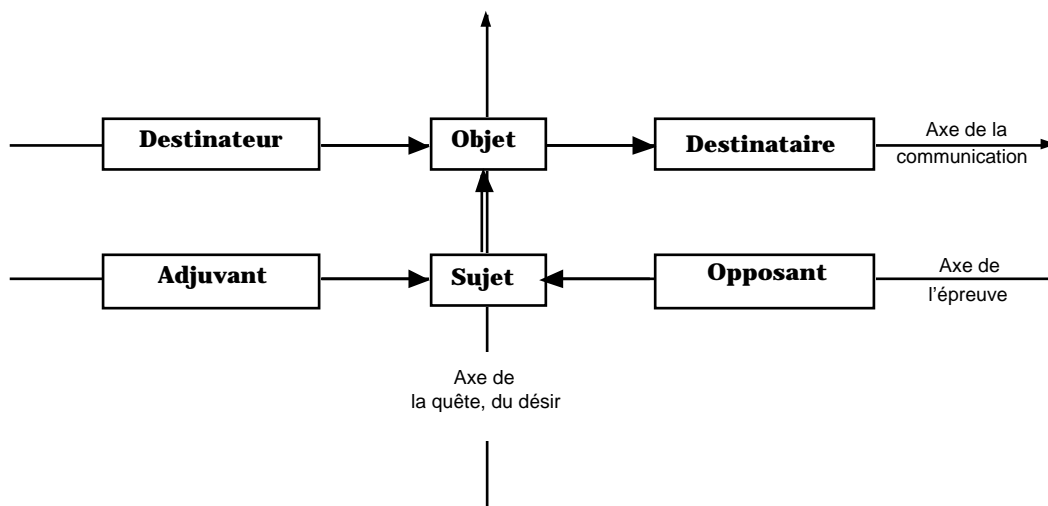 Destinateur
Objet
Destinataire
Axe de la
communication
Adjuvant
Sujet
Opposant
Axe de
l’épreuve
Axe de
la quête, du désir